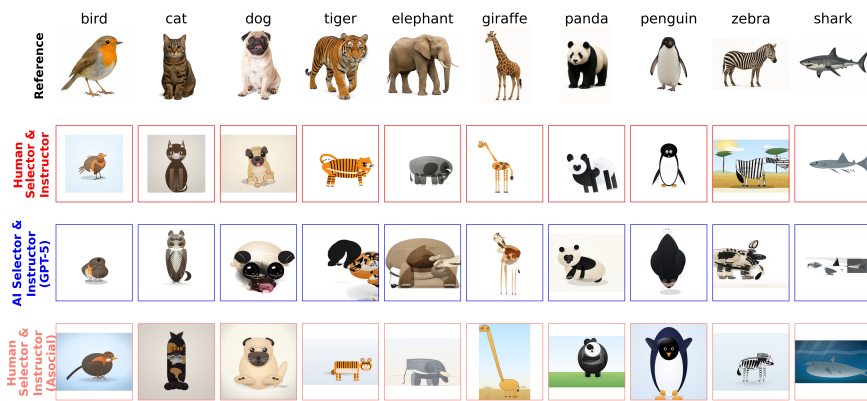 bird cat dog tiger elephant giraffe panda penguin zebra shark
Reference
Human
Selector &
Instructor
AI Selector &
Instructor
(GPT-5)
Human
Selector &
Instructor
(Asocial)